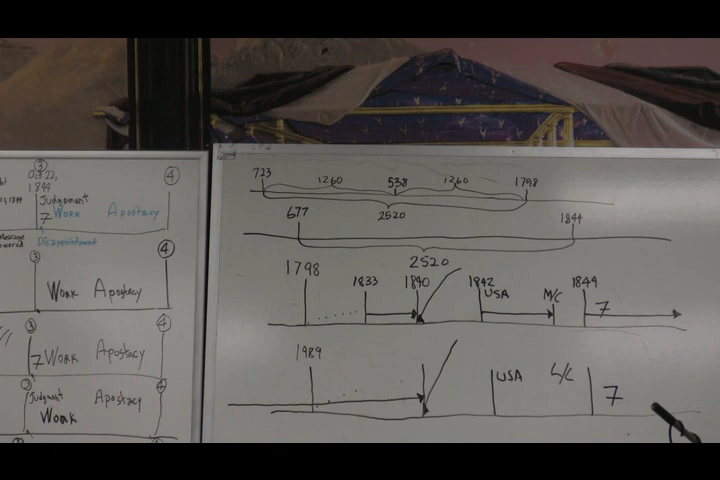 ③
Oct 22,
1844
④
Judgement
7 Work Apostacy
Disappointment
③
④
Work Apostacy
③
④
7 Work Apostacy
③
④
Judgment
Apostacy
Work
723 1260 538 1260 1798
2520
677 1844
2520
1798 1833 1840 1842 USA M/C 1844 7
1989 USA L/C 7